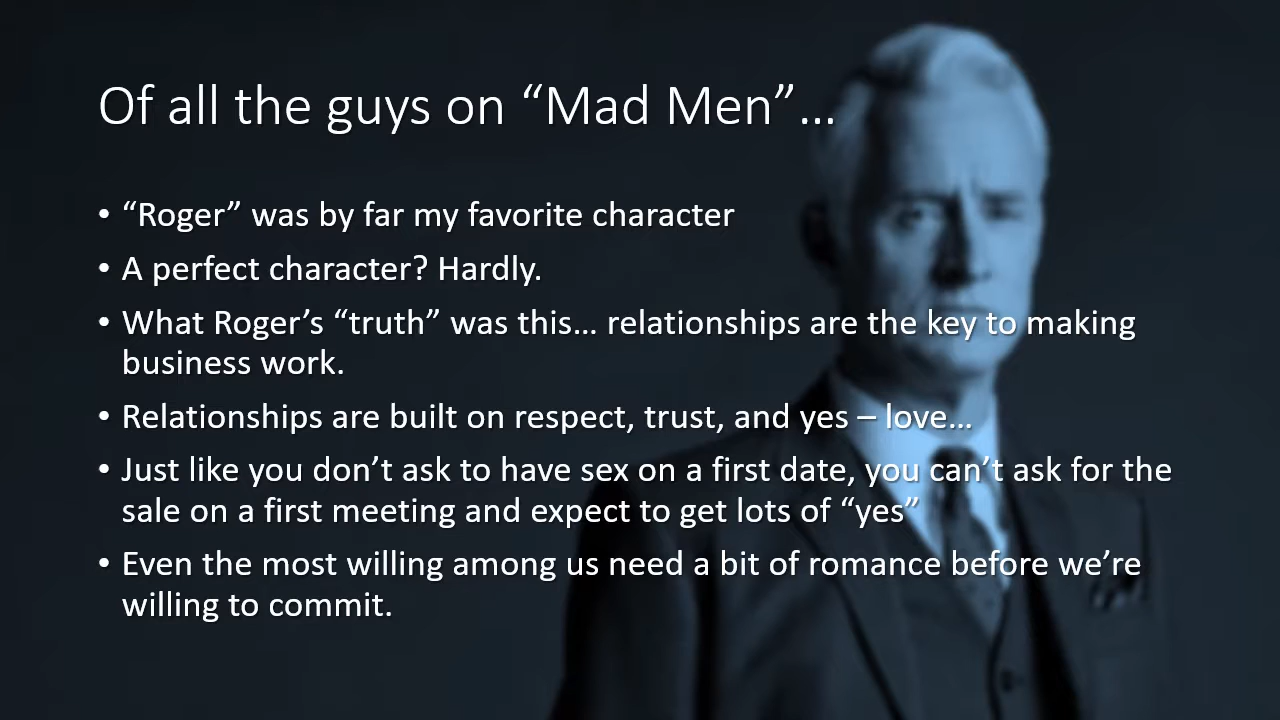 Of all the guys on “Mad Men”…
• “Roger” was by far my favorite character
• A perfect character? Hardly.
• What Roger’s “truth” was this… relationships are the key to making
business work.
• Relationships are built on respect, trust, and yes – love…
• Just like you don’t ask to have sex on a first date, you can’t ask for the
sale on a first meeting and expect to get lots of “yes”
• Even the most willing among us need a bit of romance before we’re
willing to commit.